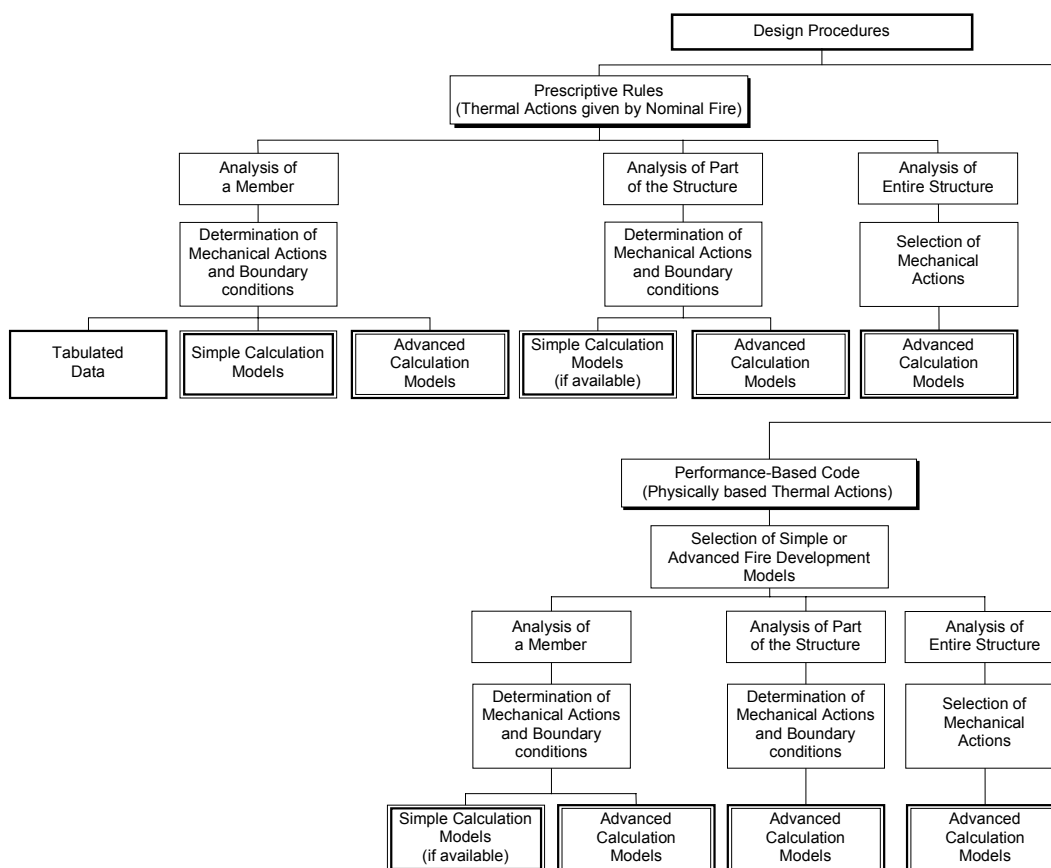 Design Procedures
Prescriptive Rules
(Thermal Actions given by Nominal Fire)
Analysis of
a Member
Analysis of Part
of the Structure
Analysis of
Entire Structure
Determination of
Mechanical Actions
and Boundary
conditions
Determination of
Mechanical Actions
and Boundary
conditions
Selection of
Mechanical
Actions
Tabulated
Data
Simple Calculation
Models
Advanced
Calculation
Models
Simple Calculation
Models
(if available)
Advanced
Calculation
Models
Advanced
Calculation
Models
Performance-Based Code
(Physically based Thermal Actions)
Selection of Simple or
Advanced Fire Development
Models
Analysis of
a Member
Analysis of Part
of the Structure
Analysis of
Entire Structure
Determination of
Mechanical Actions
and Boundary
conditions
Determination of
Mechanical Actions
and Boundary
conditions
Selection of
Mechanical
Actions
Simple Calculation
Models
(if available)
Advanced
Calculation
Models
Advanced
Calculation
Models
Advanced
Calculation
Models